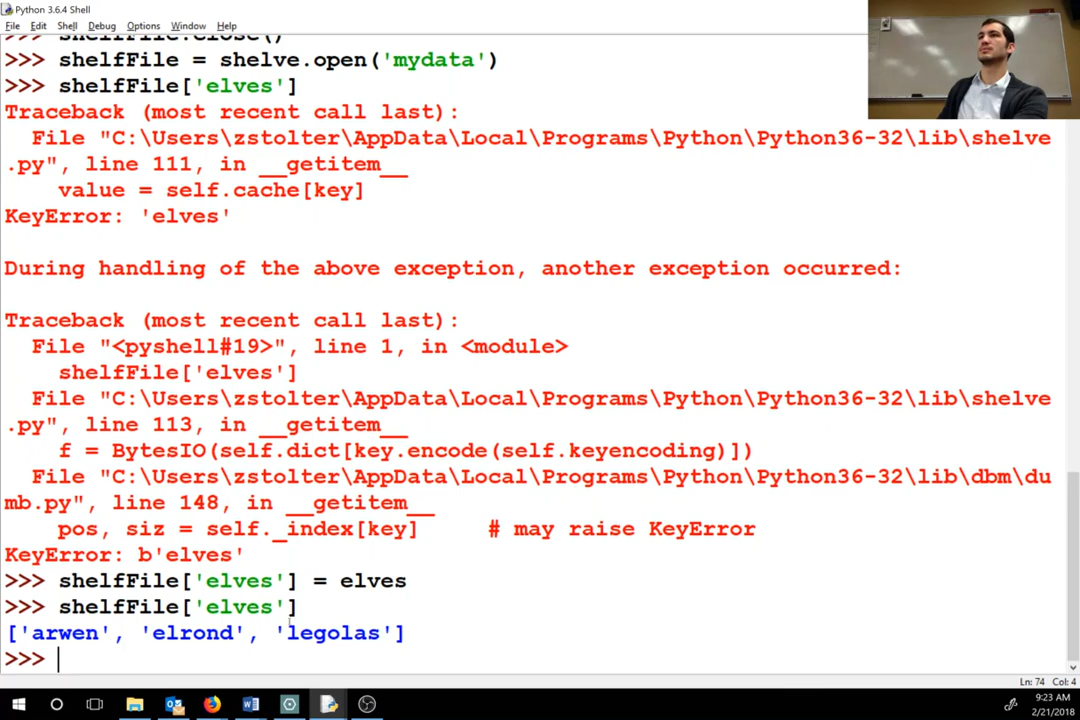 Python 3.6.4 Shell
File Edit Shell Debug Options Window Help
shelfFile.close()
>>> shelfFile = shelve.open('mydata')
>>> shelfFile['elves']
Traceback (most recent call last):
  File "C:\Users\zstolter\AppData\Local\Programs\Python\Python36-32\lib\shelve
.py", line 111, in __getitem__
    value = self.cache[key]
KeyError: 'elves'
During handling of the above exception, another exception occurred:
Traceback (most recent call last):
  File "<pyshell#19>", line 1, in <module>
    shelfFile['elves']
  File "C:\Users\zstolter\AppData\Local\Programs\Python\Python36-32\lib\shelve
.py", line 113, in __getitem__
    f = BytesIO(self.dict[key.encode(self.keyencoding)])
  File "C:\Users\zstolter\AppData\Local\Programs\Python\Python36-32\lib\dbm\du
mb.py", line 148, in __getitem__
    pos, siz = self._index[key]     # may raise KeyError
KeyError: b'elves'
>>> shelfFile['elves'] = elves
>>> shelfFile['elves']
['arwen', 'elrond', 'legolas']
>>>
Ln: 74 Col: 4
9:23 AM
2/21/2018